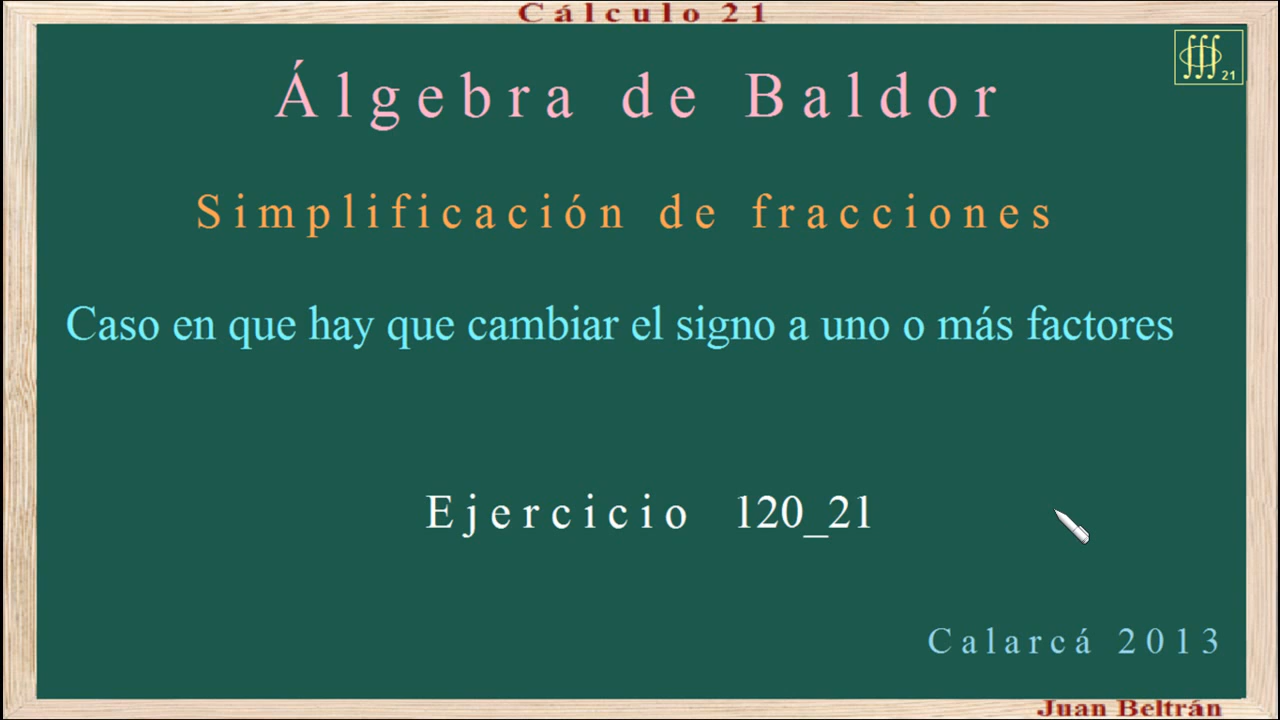 Cálculo 21
∯ 21
Álgebra de Baldor
Simplificación de fracciones
Caso en que hay que cambiar el signo a uno o más factores
Ejercicio 120_21
Calarcá 2013
Juan Beltrán